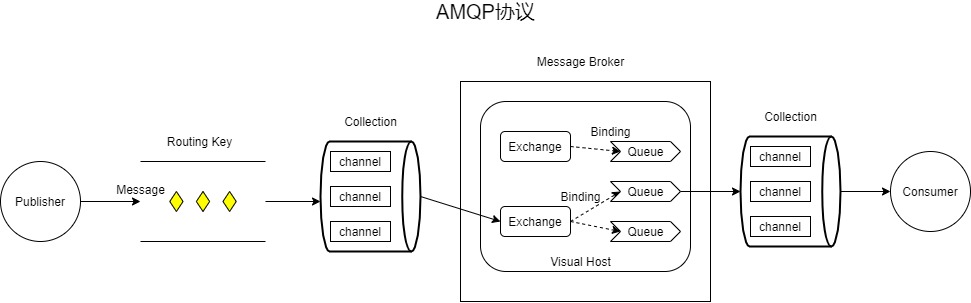 AMQP协议
Message Broker
Collection
Collection
Routing Key
Binding
Exchange
Queue
channel
channel
Message
Publisher
channel
Binding
Queue
channel
Consumer
Exchange
Queue
channel
channel
Visual Host